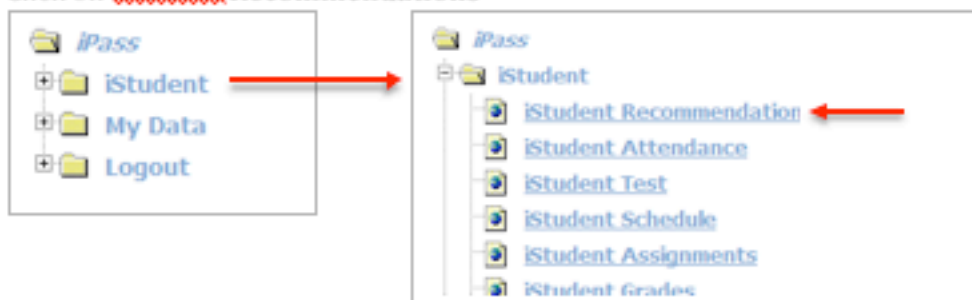 iPass
iStudent
My Data
Logout
iPass
iStudent
iStudent Recommendation
iStudent Attendance
iStudent Test
iStudent Schedule
iStudent Assignments
iStudent Grades